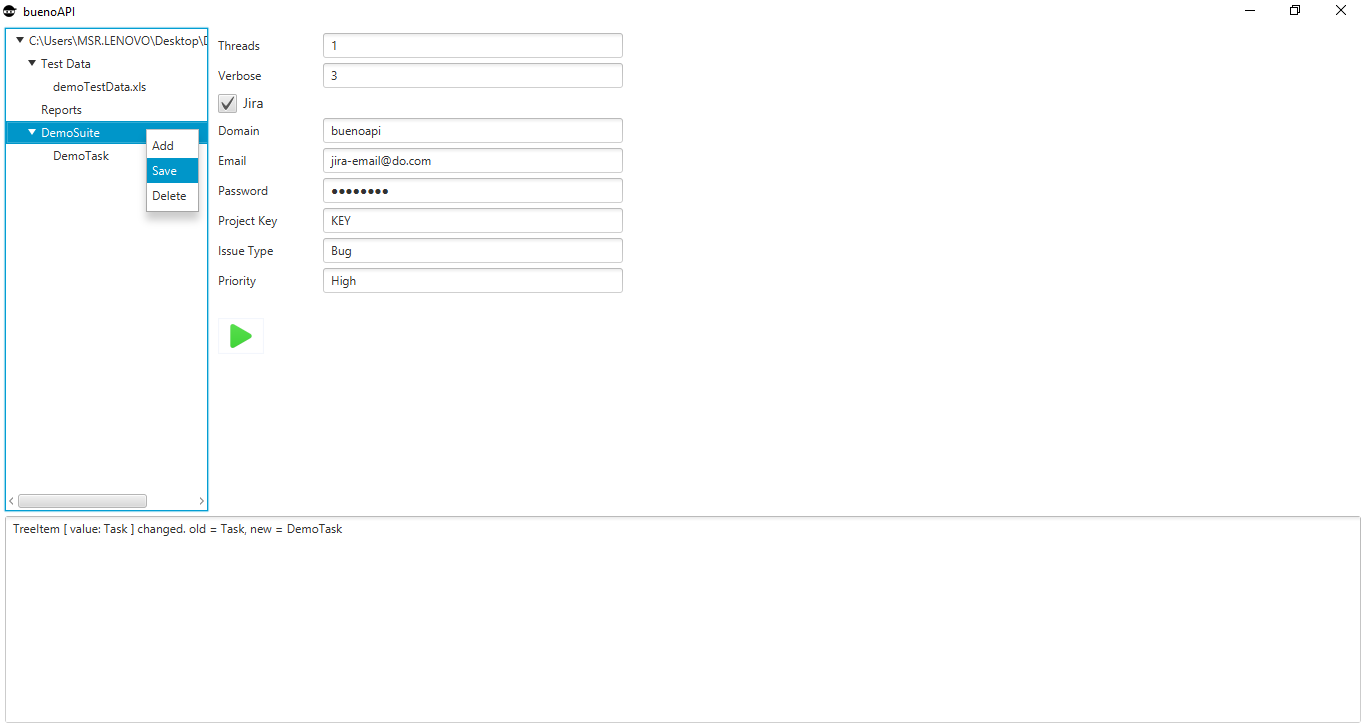 buenoAPI
C:\Users\MSR.LENOVO\Desktop\D
Test Data
demoTestData.xls
Reports
DemoSuite
DemoTask
Add
Save
Delete
Threads 1
Verbose 3
Jira
Domain buenoapi
Email jira-email@do.com
Password ●●●●●●●●
Project Key KEY
Issue Type Bug
Priority High
TreeItem [ value: Task ] changed. old = Task, new = DemoTask